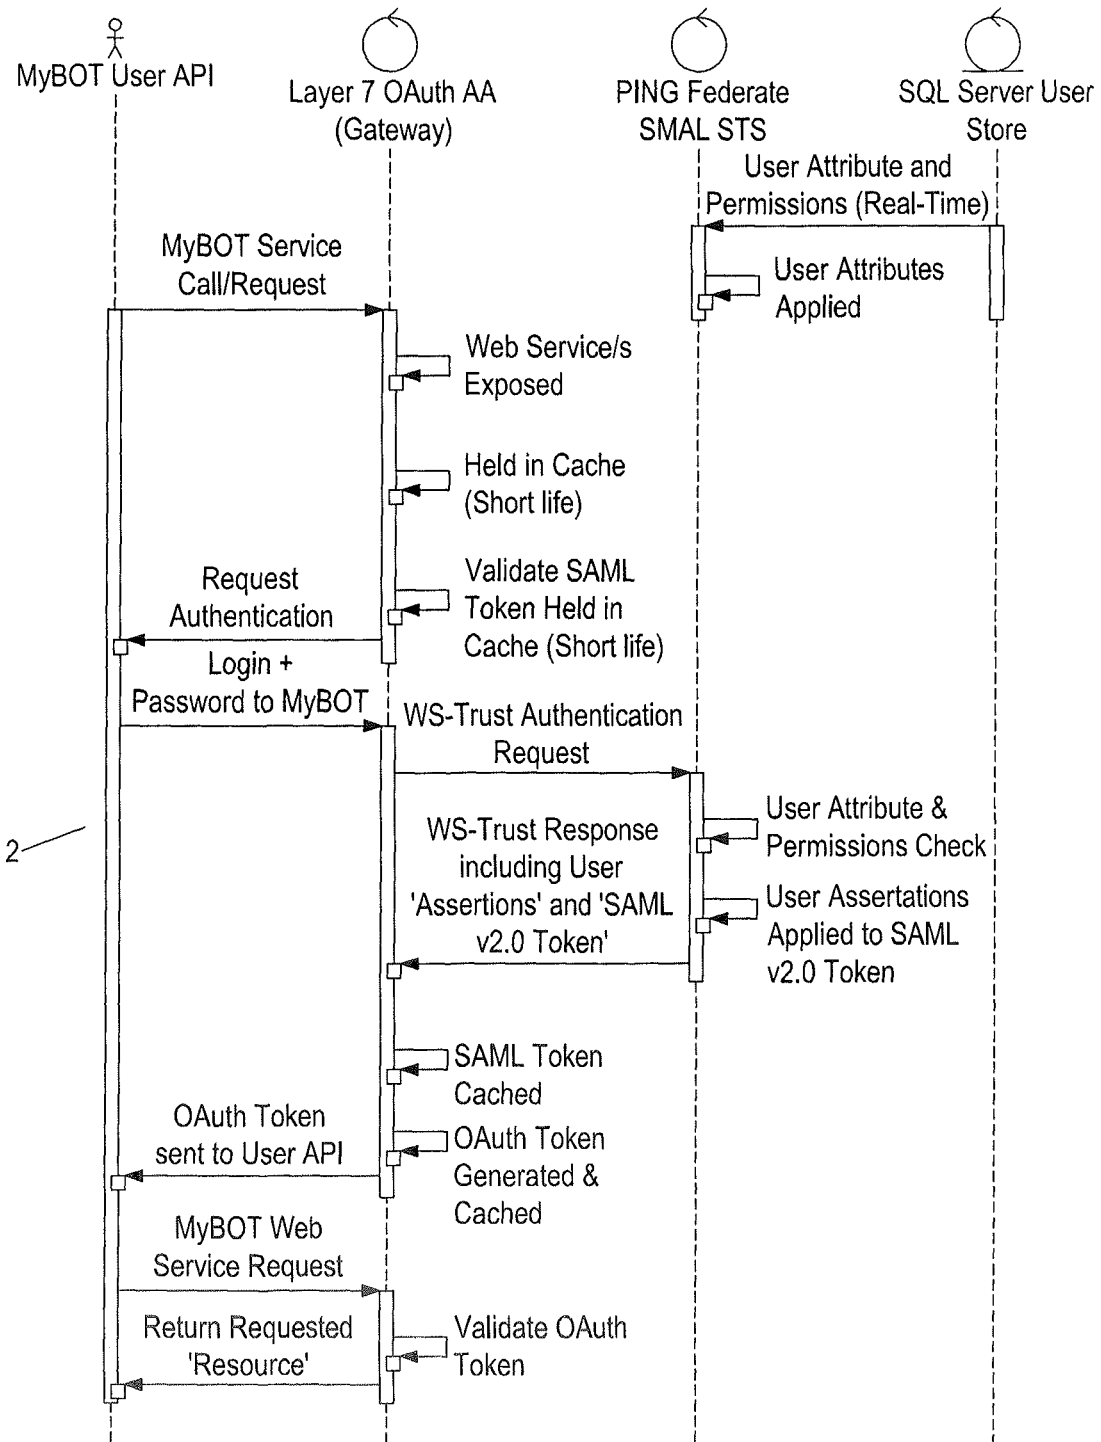 MyBOT User API
Layer 7 OAuth AA
(Gateway)
PING Federate
SMAL STS
SQL Server User
Store
User Attribute and
Permissions (Real-Time)
MyBOT Service
Call/Request
User Attributes
Applied
Web Service/s
Exposed
Held in Cache
(Short life)
Validate SAML
Token Held in
Cache (Short life)
Request
Authentication
Login +
Password to MyBOT
WS-Trust Authentication
Request
User Attribute &
Permissions Check
WS-Trust Response
including User
'Assertions' and 'SAML
v2.0 Token'
2
User Assertations
Applied to SAML
v2.0 Token
SAML Token
Cached
OAuth Token
sent to User API
OAuth Token
Generated &
Cached
MyBOT Web
Service Request
Return Requested
'Resource'
Validate OAuth
Token